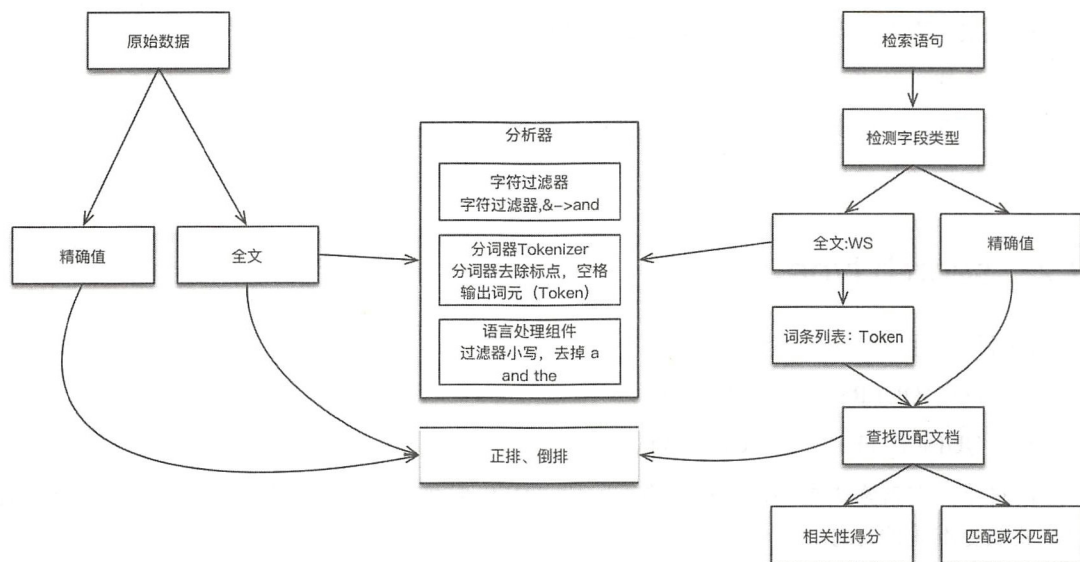 原始数据
检索语句
分析器
检测字段类型
字符过滤器
字符过滤器,&->and
精确值
全文
分词器Tokenizer
分词器去除标点，空格
输出词元（Token）
全文:WS
精确值
语言处理组件
过滤器小写，去掉 a
and the
词条列表：Token
正排、倒排
查找匹配文档
相关性得分
匹配或不匹配